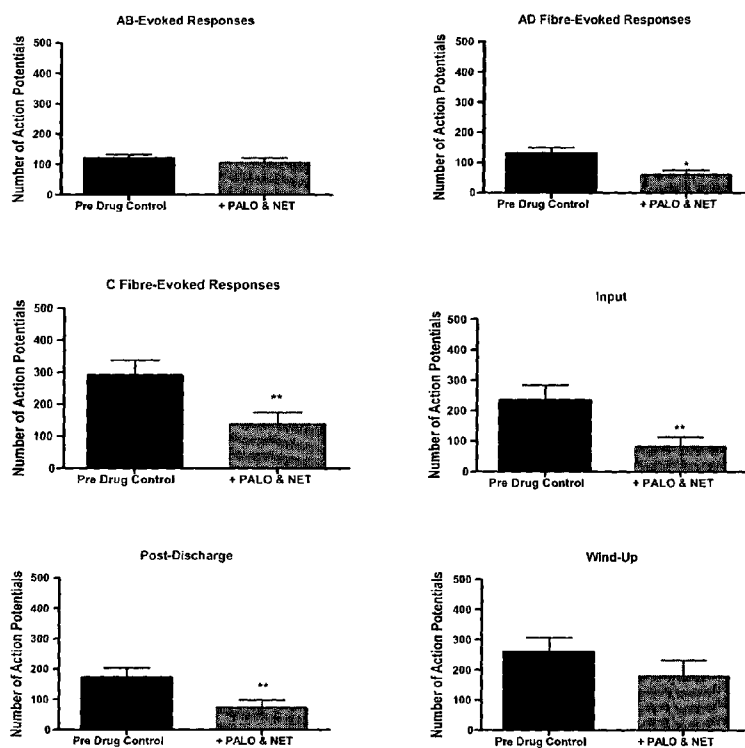 AB-Evoked Responses
Number of Action Potentials
500
400
300
200
100
0
Pre Drug Control + PALO & NET
AD Fibre-Evoked Responses
Number of Action Potentials
500
400
300
200
100
0
*
Pre Drug Control + PALO & NET
C Fibre-Evoked Responses
Number of Action Potentials
500
400
300
200
100
0
**
Pre Drug Control + PALO & NET
Input
Number of Action Potentials
500
400
300
200
100
0
**
Pre Drug Control + PALO & NET
Post-Discharge
Number of Action Potentials
500
400
300
200
100
0
**
Pre Drug Control + PALO & NET
Wind-Up
Number of Action Potentials
500
400
300
200
100
0
Pre Drug Control + PALO & NET